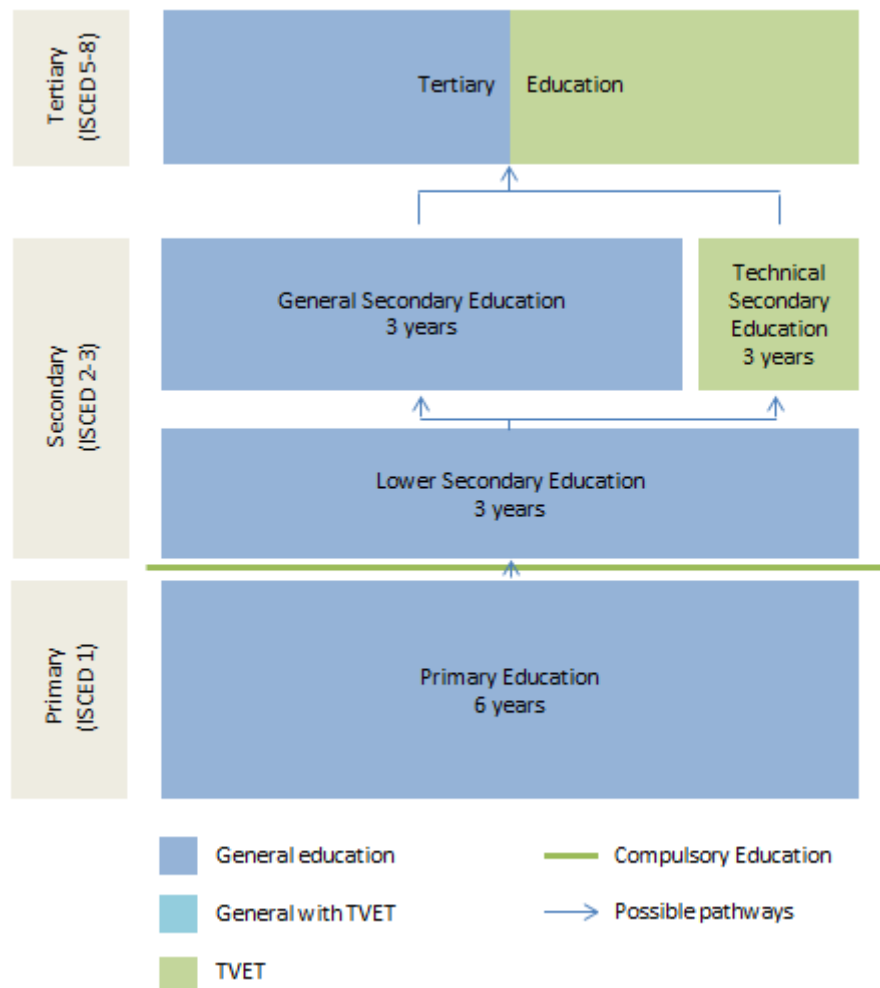 Tertiary
(ISCED 5-8)
Tertiary Education
Secondary
(ISCED 2-3)
General Secondary Education
3 years
Technical
Secondary
Education
3 years
Lower Secondary Education
3 years
Primary
(ISCED 1)
Primary Education
6 years
General education
Compulsory Education
General with TVET
Possible pathways
TVET